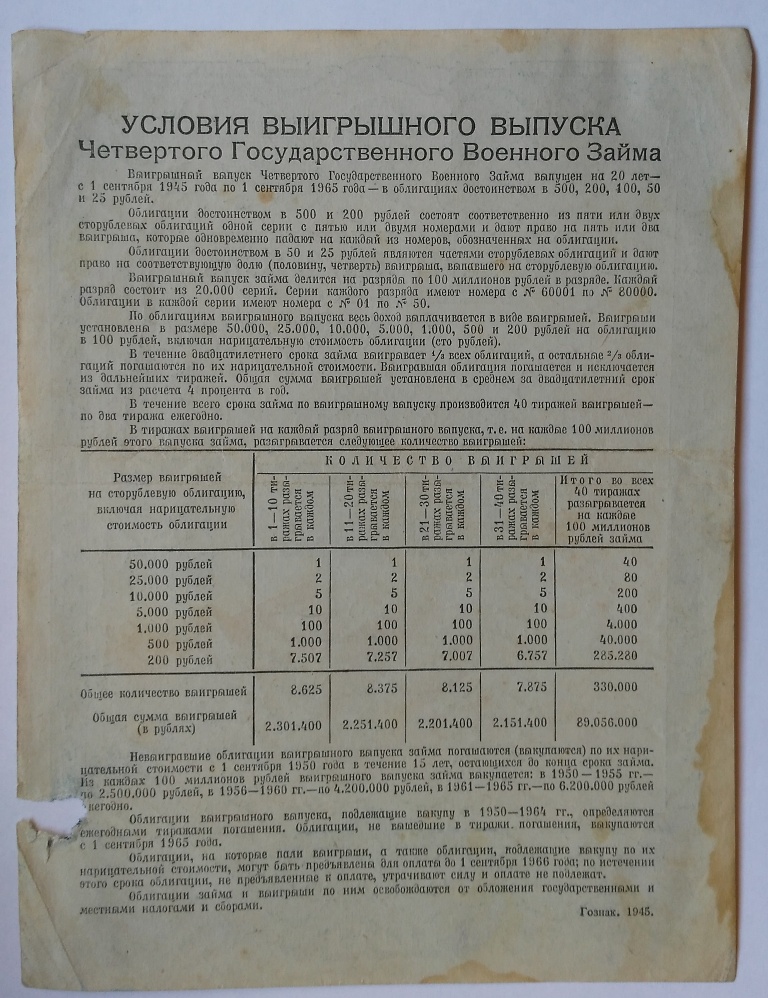 УСЛОВИЯ ВЫИГРЫШНОГО ВЫПУСКА
Четвертого Государственного Военного Займа
Выигрышный выпуск Четвертого Государственного Военного Займа выпущен на 20 лет—
с 1 сентября 1945 года по 1 сентября 1965 года — в облигациях достоинством в 500, 200, 100, 50
и 25 рублей.
Облигации достоинством в 500 и 200 рублей состоят соответственно из пяти или двух
сторублевых облигаций одной серии с пятью или двумя номерами и дают право на пять или два
выигрыша, которые одновременно падают на каждый из номеров, обозначенных на облигации.
Облигации достоинством в 50 и 25 рублей являются частями сторублевых облигаций и дают
право на соответствующую долю (половину, четверть) выигрыша, выпавшего на сторублевую облигацию.
Выигрышный выпуск займа делится на разряды по 100 миллионов рублей в разряде. Каждый
разряд состоит из 20.000 серий. Серии каждого разряда имеют номера с № 60001 по № 80000.
Облигации в каждой серии имеют номера с № 01 по № 50.
По облигациям выигрышного выпуска весь доход выплачивается в виде выигрышей. Выигрыши
установлены в размере 50.000, 25.000, 10.000, 5.000, 1.000, 500 и 200 рублей на облигацию
в 100 рублей, включая нарицательную стоимость облигации (сто рублей).
В течение двадцатилетнего срока займа выигрывает ⅓ всех облигаций, а остальные ⅔ обли-
гаций погашаются по их нарицательной стоимости. Выигравшая облигация погашается и исключается
из дальнейших тиражей. Общая сумма выигрышей установлена в среднем за двадцатилетний срок
займа из расчета 4 процента в год.
В течение всего срока займа по выигрышному выпуску производится 40 тиражей выигрышей—
по два тиража ежегодно.
В тиражах выигрышей на каждый разряд выигрышного выпуска, т. е. на каждые 100 миллионов
рублей этого выпуска займа, разыгрывается следующее количество выигрышей:
Размер выигрышей
на сторублевую облигацию,
включая нарицательную
стоимость облигации
КОЛИЧЕСТВО ВЫИГРЫШЕЙ
в 1—10 ти-
ражах разы-
грывается
в каждом
в 11—20 ти-
ражах разы-
грывается
в каждом
в 21—30 ти-
ражах разы-
грывается
в каждом
в 31—40 ти-
ражах разы-
грывается
в каждом
Итого во всех
40 тиражах
разыгрывается
на каждые
100 миллионов
рублей займа
50.000 рублей 1 1 1 1 40
25.000 рублей 2 2 2 2 80
10.000 рублей 5 5 5 5 200
5.000 рублей 10 10 10 10 400
1.000 рублей 100 100 100 100 4.000
500 рублей 1.000 1.000 1.000 1.000 40.000
200 рублей 7.507 7.257 7.007 6.757 285.280
Общее количество выигрышей 8.625 8.375 8.125 7.875 330.000
Общая сумма выигрышей
(в рублях) 2.301.400 2.251.400 2.201.400 2.151.400 89.056.000
Невыигравшие облигации выигрышного выпуска займа погашаются (выкупаются) по их нари-
цательной стоимости с 1 сентября 1950 года в течение 15 лет, остающихся до конца срока займа.
Из каждых 100 миллионов рублей выигрышного выпуска займа выкупается: в 1950—1955 гг.—
по 2.500.000 рублей, в 1956—1960 гг.—по 4.200.000 рублей, в 1961—1965 гг.—по 6.200.000 рублей
жегодно.
Облигации выигрышного выпуска, подлежащие выкупу в 1950—1964 гг., определяются
ежегодными тиражами погашения. Облигации, не вышедшие в тиражи погашения, выкупаются
с 1 сентября 1965 года.
Облигации, на которые пали выигрыши, а также облигации, подлежащие выкупу по их
нарицательной стоимости, могут быть предъявлены для оплаты до 1 сентября 1966 года; по истечении
этого срока облигации, не предъявленные к оплате, утрачивают силу и оплате не подлежат.
Облигации займа и выигрыши по ним освобождаются от обложения государственными и
местными налогами и сборами.
Гознак. 1945.